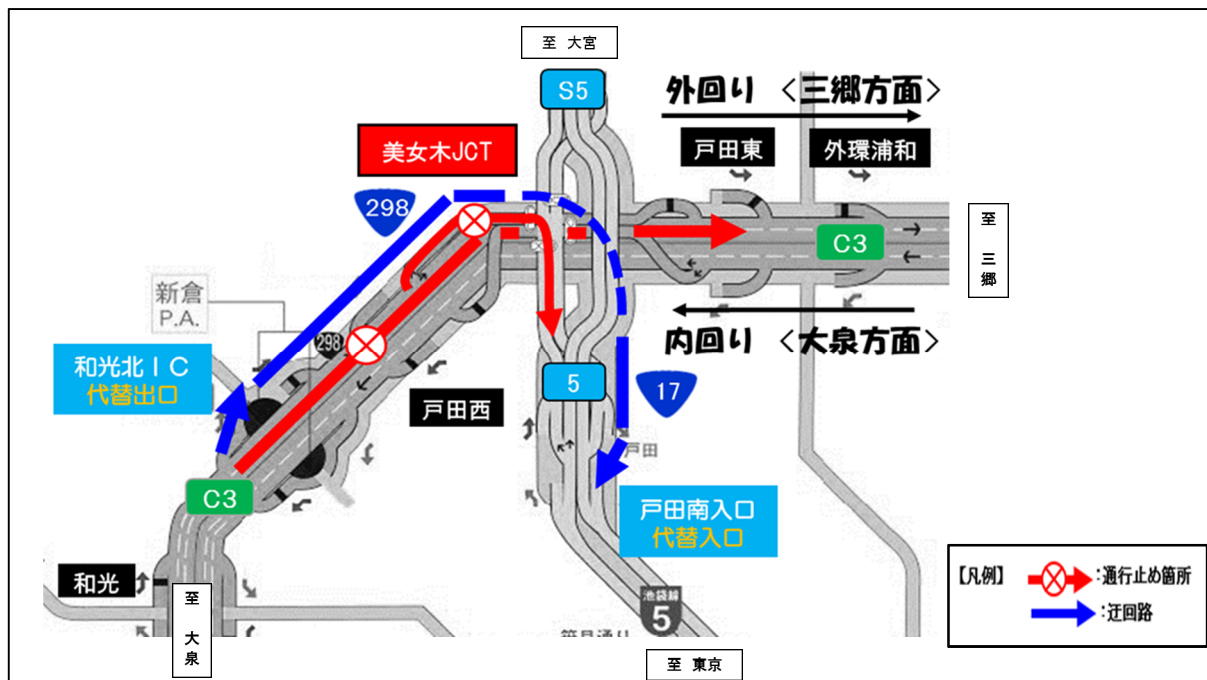 至 大宮
S5
外回り <三郷方面>
美女木JCT
戸田東
外環浦和
298
C3
至 三郷
新倉
P.A.
298
和光北IC
代替出口
内回り <大泉方面>
5
17
戸田西
戸田
C3
戸田南入口
代替入口
和光
至 大泉
池袋線
5
笹目通り
至 東京
【凡例】
:通行止め箇所
:迂回路